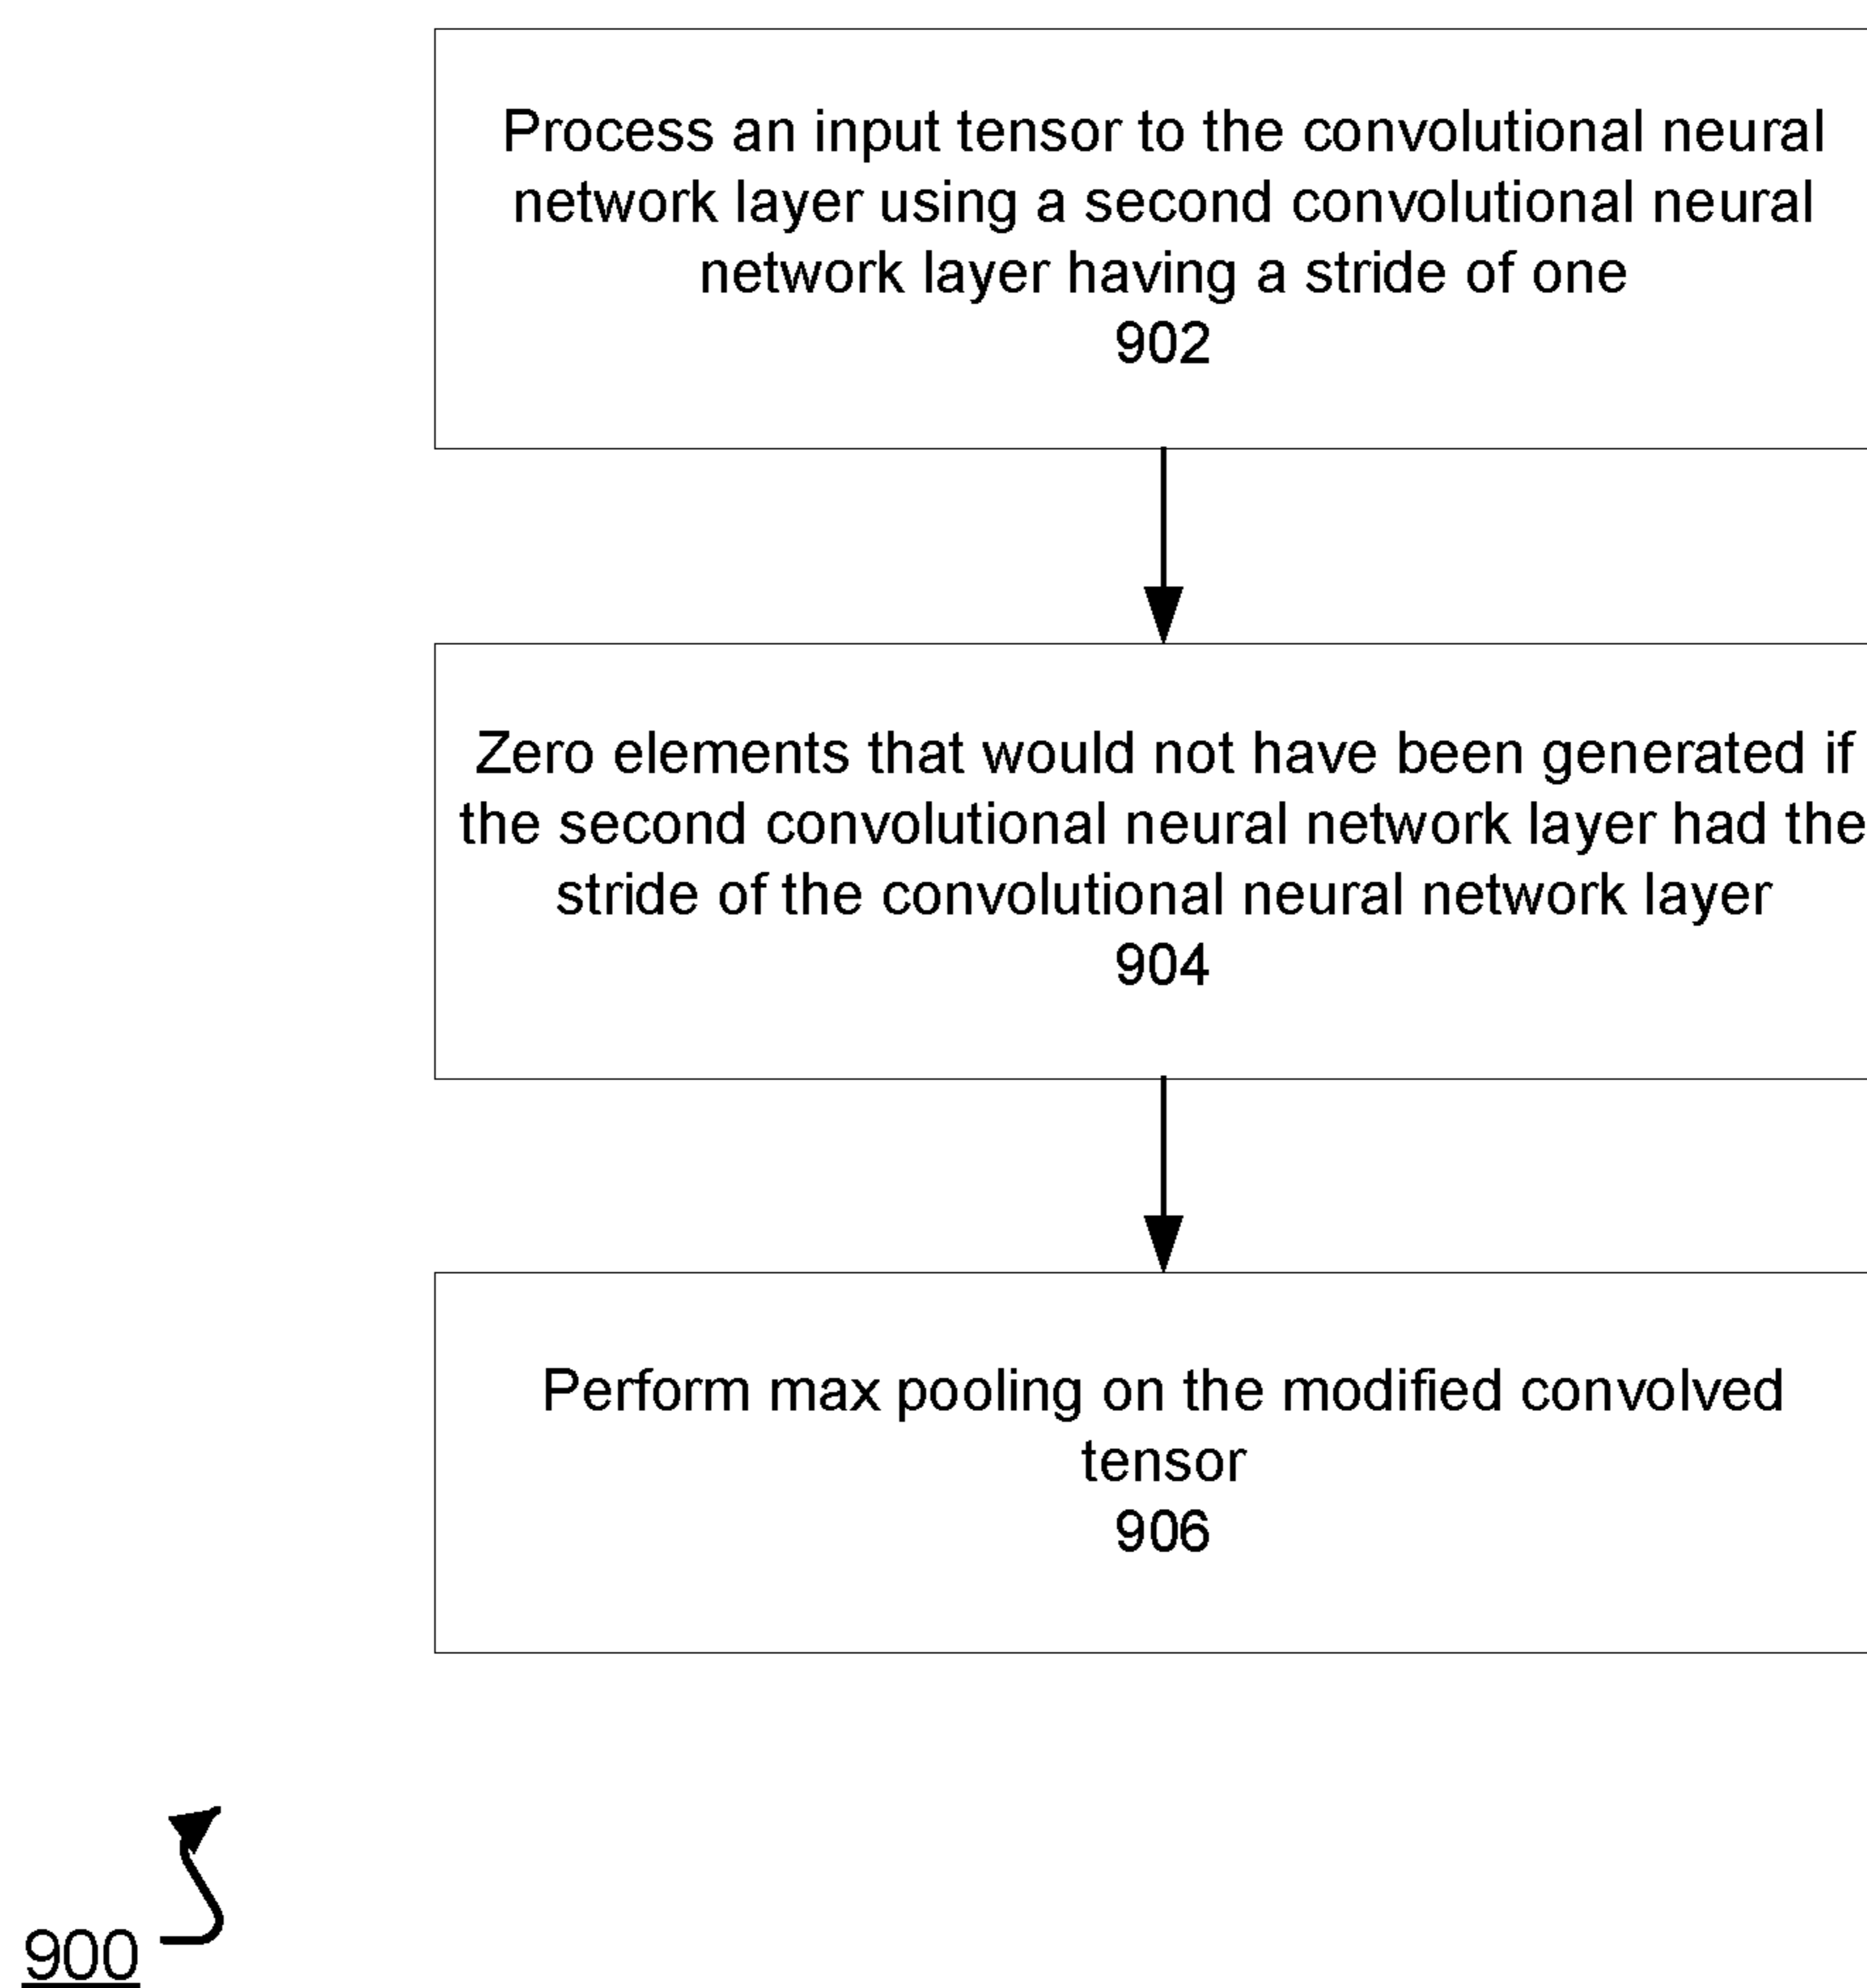 Process an input tensor to the convolutional neural
network layer using a second convolutional neural
network layer having a stride of one
902
Zero elements that would not have been generated if
the second convolutional neural network layer had the
stride of the convolutional neural network layer
904
Perform max pooling on the modified convolved
tensor
906
900